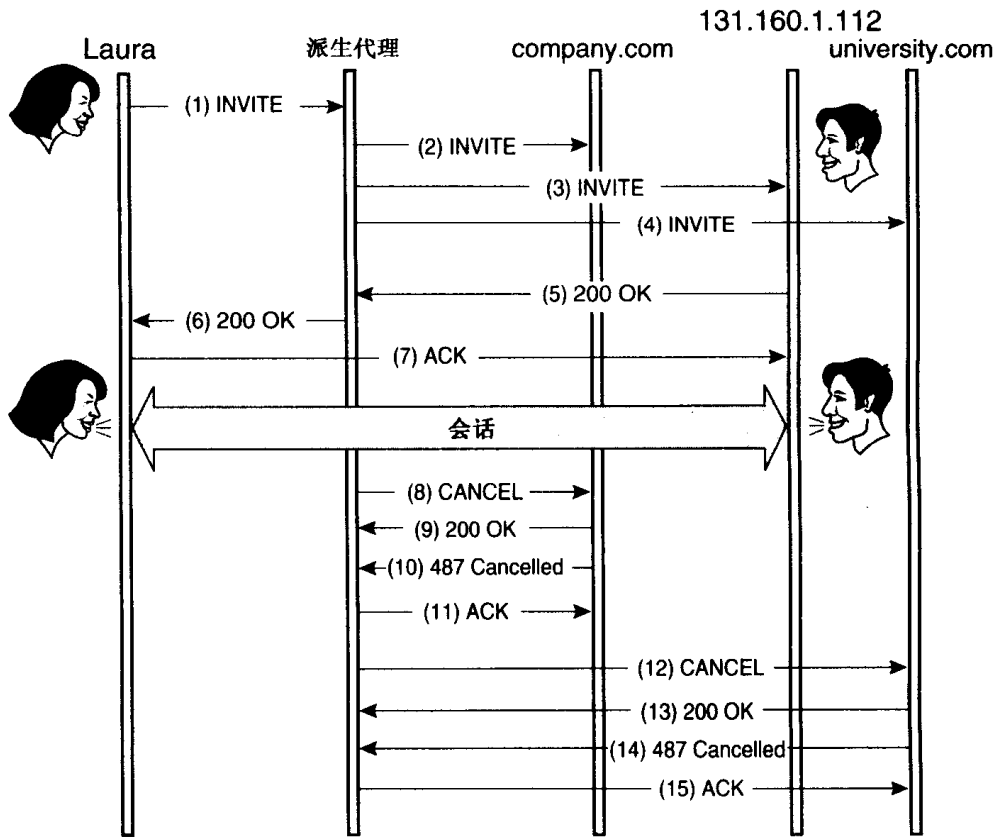 131.160.1.112
Laura 派生代理 company.com university.com
(1) INVITE
(2) INVITE
(3) INVITE
(4) INVITE
(5) 200 OK
(6) 200 OK
(7) ACK
会话
(8) CANCEL
(9) 200 OK
(10) 487 Cancelled
(11) ACK
(12) CANCEL
(13) 200 OK
(14) 487 Cancelled
(15) ACK